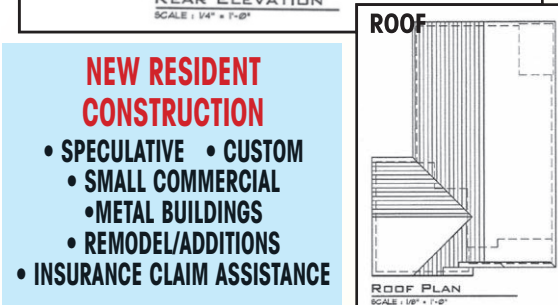 REAR ELEVATION
SCALE : 1/4" = 1'-0"
ROOF
NEW RESIDENT
CONSTRUCTION
• SPECULATIVE • CUSTOM
• SMALL COMMERCIAL
•METAL BUILDINGS
• REMODEL/ADDITIONS
• INSURANCE CLAIM ASSISTANCE
ROOF PLAN
SCALE : 1/8" = 1'-0"